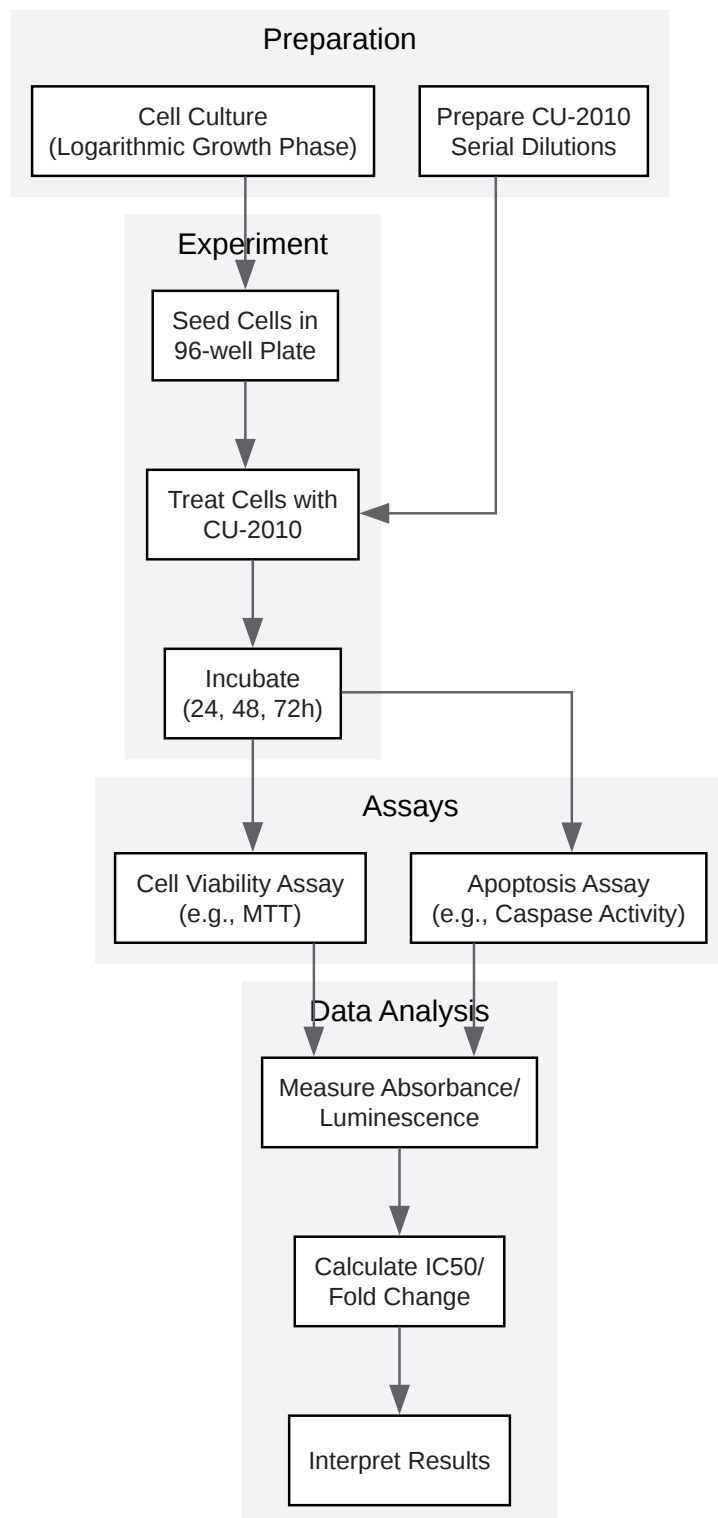 Preparation
Cell Culture
(Logarithmic Growth Phase)
Prepare CU-2010
Serial Dilutions
Experiment
Seed Cells in
96-well Plate
Treat Cells with
CU-2010
Incubate
(24, 48, 72h)
Assays
Cell Viability Assay
(e.g., MTT)
Apoptosis Assay
(e.g., Caspase Activity)
Data Analysis
Measure Absorbance/
Luminescence
Calculate IC50/
Fold Change
Interpret Results